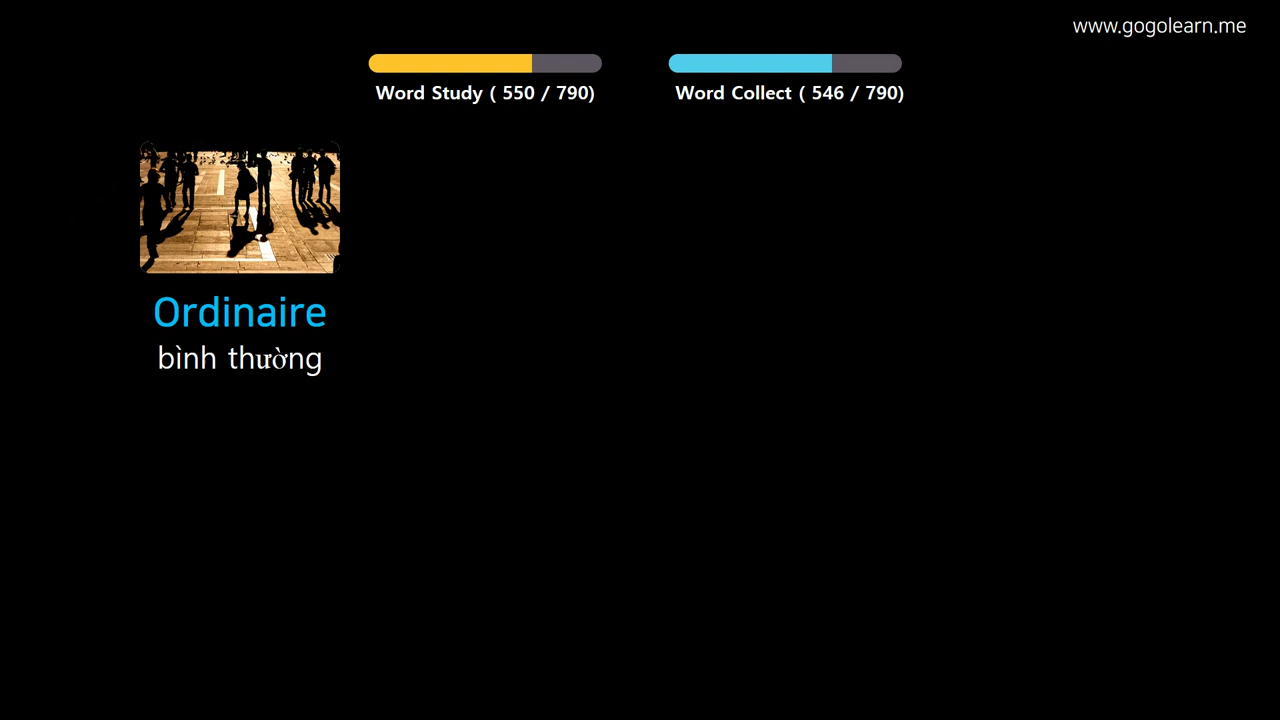 www.gogolearn.me
Word Study ( 550 / 790)
Word Collect ( 546 / 790)
Ordinaire
bình thường